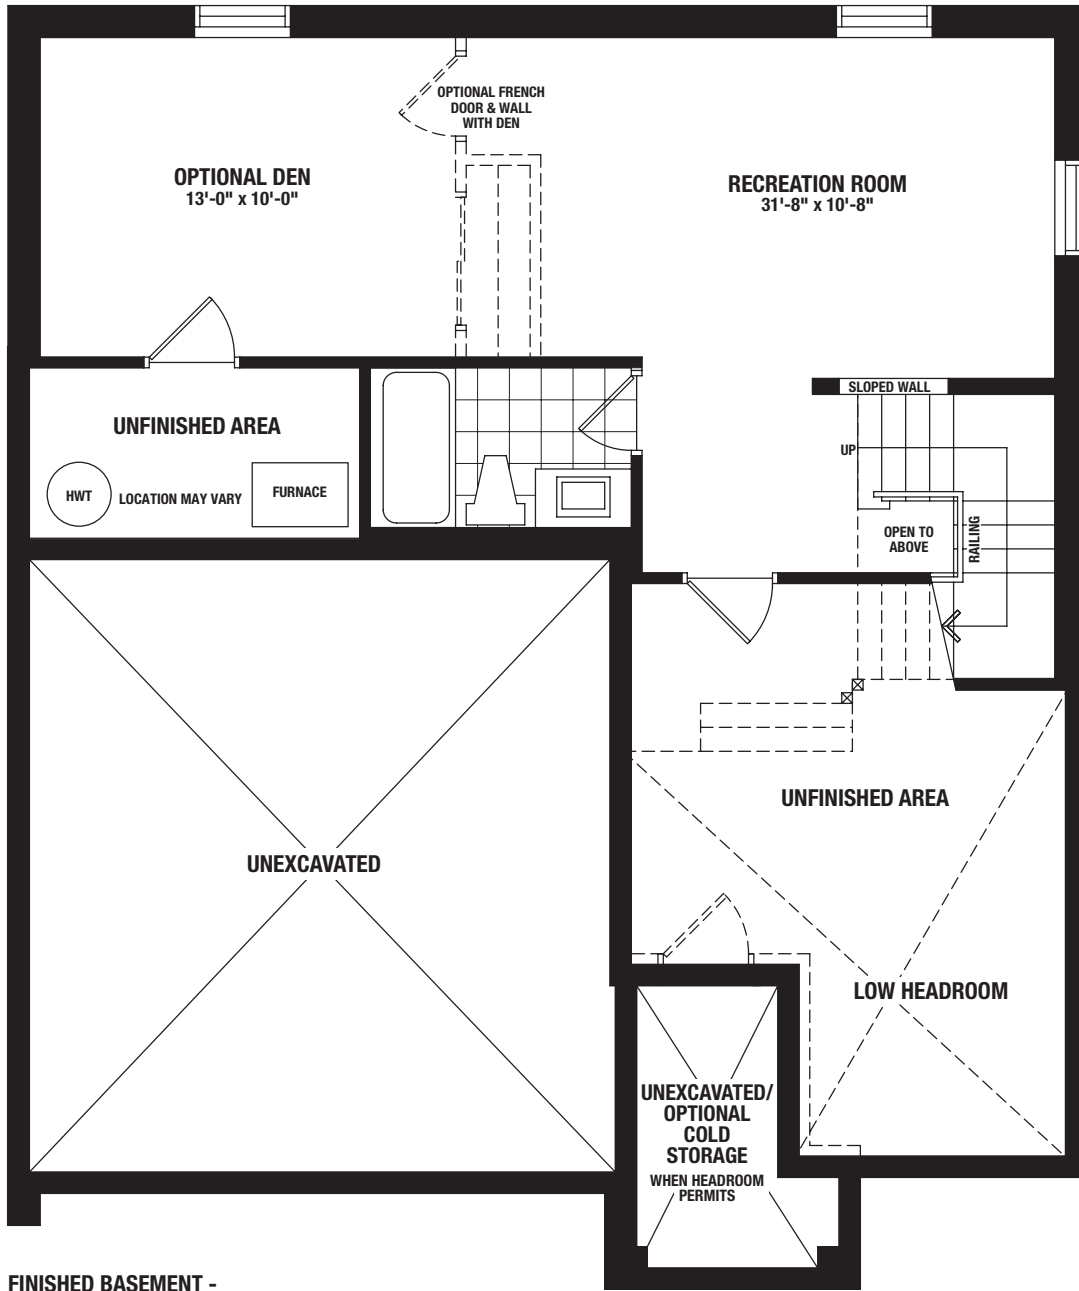 OPTIONAL FRENCH
DOOR & WALL
WITH DEN
OPTIONAL DEN
13'-0" x 10'-0"
RECREATION ROOM
31'-8" x 10'-8"
SLOPED WALL
UNFINISHED AREA
HWT
LOCATION MAY VARY
FURNACE
UP
OPEN TO
ABOVE
RAILING
UNFINISHED AREA
UNEXCAVATED
LOW HEADROOM
UNEXCAVATED/
OPTIONAL
COLD
STORAGE
WHEN HEADROOM
PERMITS
FINISHED BASEMENT -